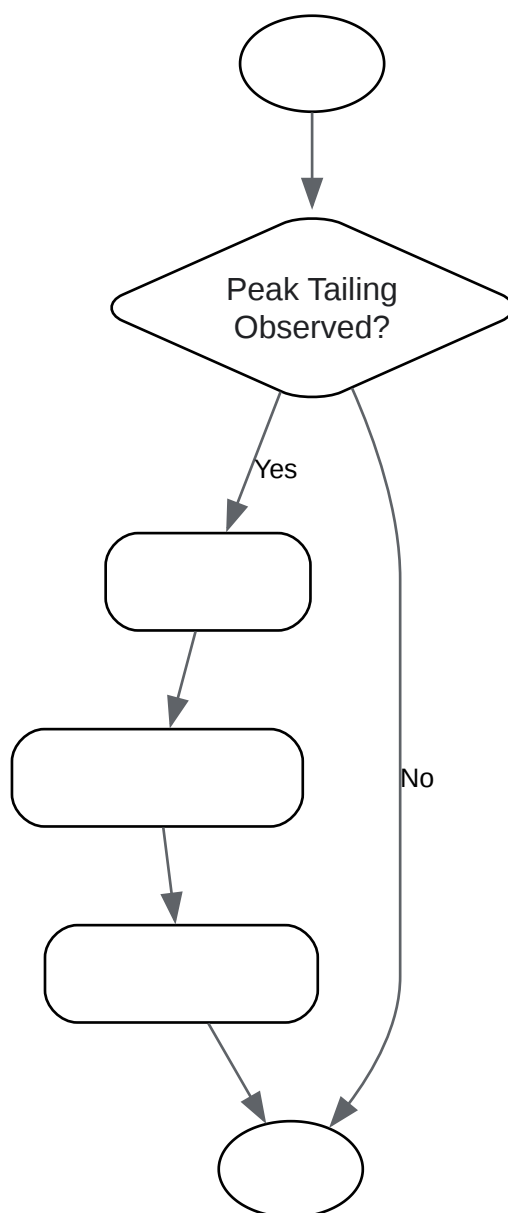 Peak Tailing
Observed?
Yes
No